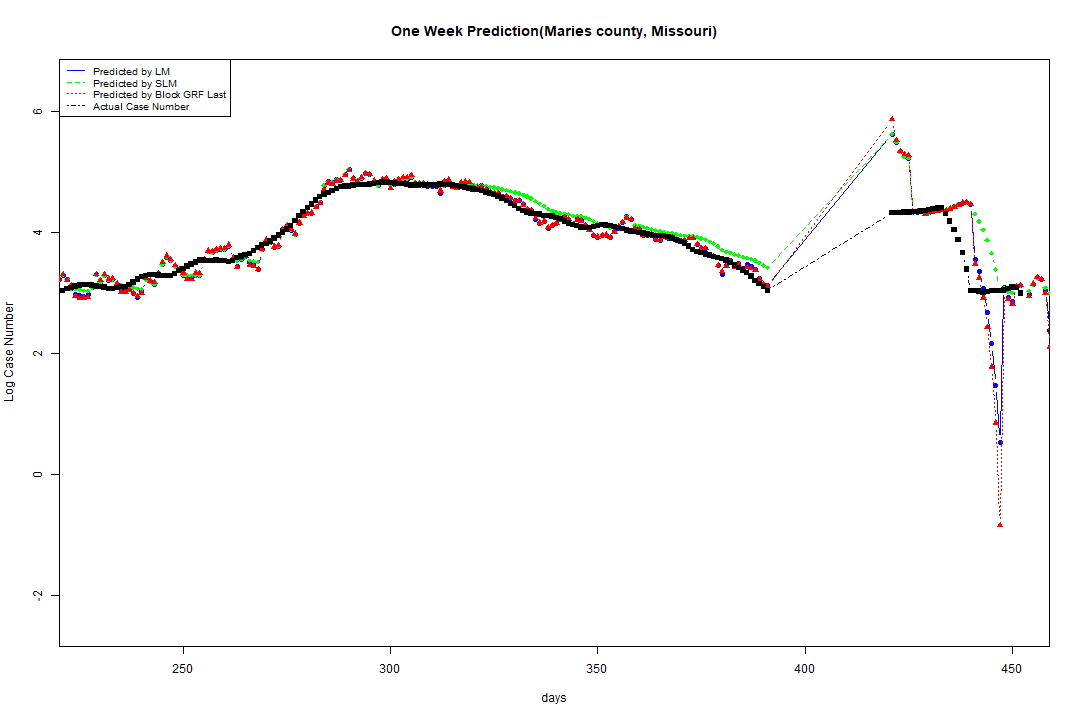 One Week Prediction(Maries county, Missouri)
Predicted by LM
Predicted by SLM
Predicted by Block GRF Last
Actual Case Number
6
4
2
0
-2
Log Case Number
250
300
350
400
450
days